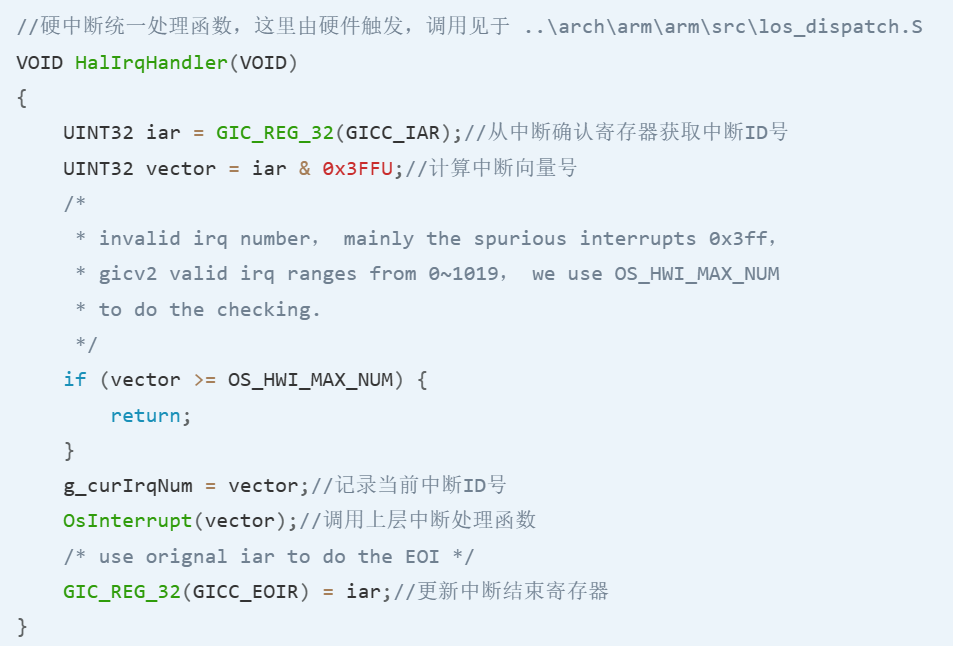 //硬中断统一处理函数，这里由硬件触发，调用见于 ..\arch\arm\arm\src\los_dispatch.S
VOID HalIrqHandler(VOID)
{
    UINT32 iar = GIC_REG_32(GICC_IAR);//从中断确认寄存器获取中断ID号
    UINT32 vector = iar & 0x3FFU;//计算中断向量号
    /*
     * invalid irq number， mainly the spurious interrupts 0x3ff，
     * gicv2 valid irq ranges from 0~1019， we use OS_HWI_MAX_NUM
     * to do the checking.
     */
    if (vector >= OS_HWI_MAX_NUM) {
        return;
    }
    g_curIrqNum = vector;//记录当前中断ID号
    OsInterrupt(vector);//调用上层中断处理函数
    /* use orignal iar to do the EOI */
    GIC_REG_32(GICC_EOIR) = iar;//更新中断结束寄存器
}